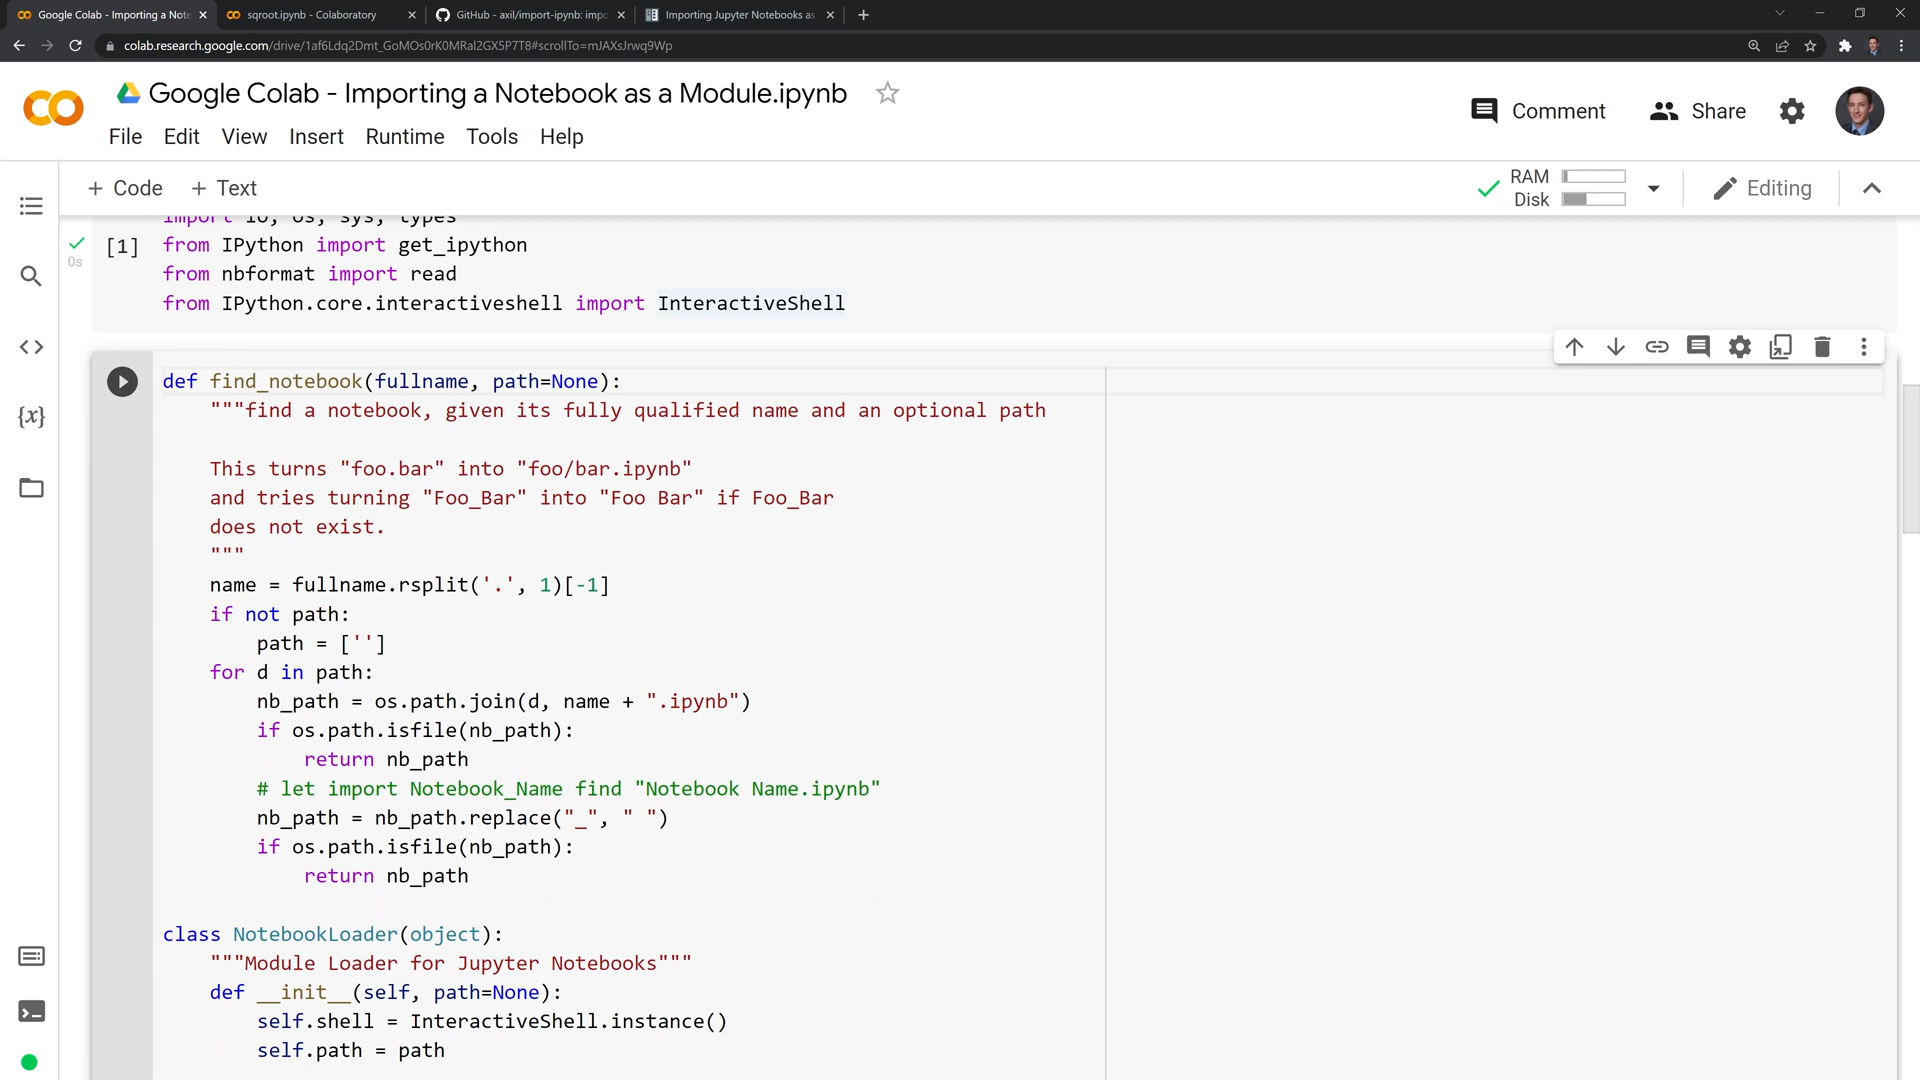 Google Colab - Importing a Note
sqroot.ipynb - Colaboratory
GitHub - axil/import-ipynb: impo
Importing Jupyter Notebooks as
colab.research.google.com/drive/1af6Ldq2Dmt_GoMOs0rK0MRal2GX5P7T8#scrollTo=mJAXsJrwq9Wp
Google Colab - Importing a Notebook as a Module.ipynb
Comment
Share
File Edit View Insert Runtime Tools Help
+ Code + Text
RAM
Disk
Editing
import io, os, sys, types
[1] from IPython import get_ipython
0s
from nbformat import read
from IPython.core.interactiveshell import InteractiveShell
def find_notebook(fullname, path=None):
"""find a notebook, given its fully qualified name and an optional path
This turns "foo.bar" into "foo/bar.ipynb"
and tries turning "Foo_Bar" into "Foo Bar" if Foo_Bar
does not exist.
"""
name = fullname.rsplit('.', 1)[-1]
if not path:
path = ['']
for d in path:
nb_path = os.path.join(d, name + ".ipynb")
if os.path.isfile(nb_path):
return nb_path
# let import Notebook_Name find "Notebook Name.ipynb"
nb_path = nb_path.replace("_", " ")
if os.path.isfile(nb_path):
return nb_path
class NotebookLoader(object):
"""Module Loader for Jupyter Notebooks"""
def __init__(self, path=None):
self.shell = InteractiveShell.instance()
self.path = path